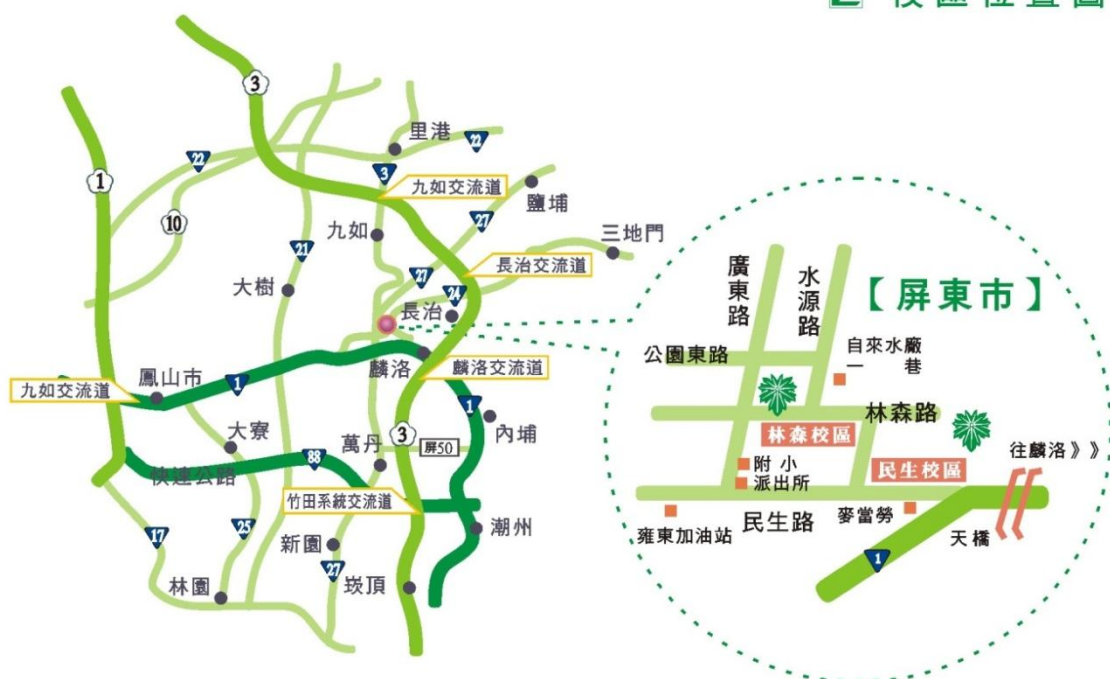 校區位置圖
3
里港
22
22
3
1
九如交流道
鹽埔
10
27
九如
三地門
21
長治交流道
27
大樹
24
長治
麟洛
麟洛交流道
九如交流道
鳳山市
1
1
內埔
大寮
萬丹
3
屏50
快速公路
88
竹田系統交流道
17
25
新園
潮州
27
林園
崁頂
【屏東市】
廣東路
水源路
公園東路
自來水廠
一巷
林森路
林森校區
往麟洛》》
民生校區
附小
派出所
雍東加油站
民生路
麥當勞
天橋
1